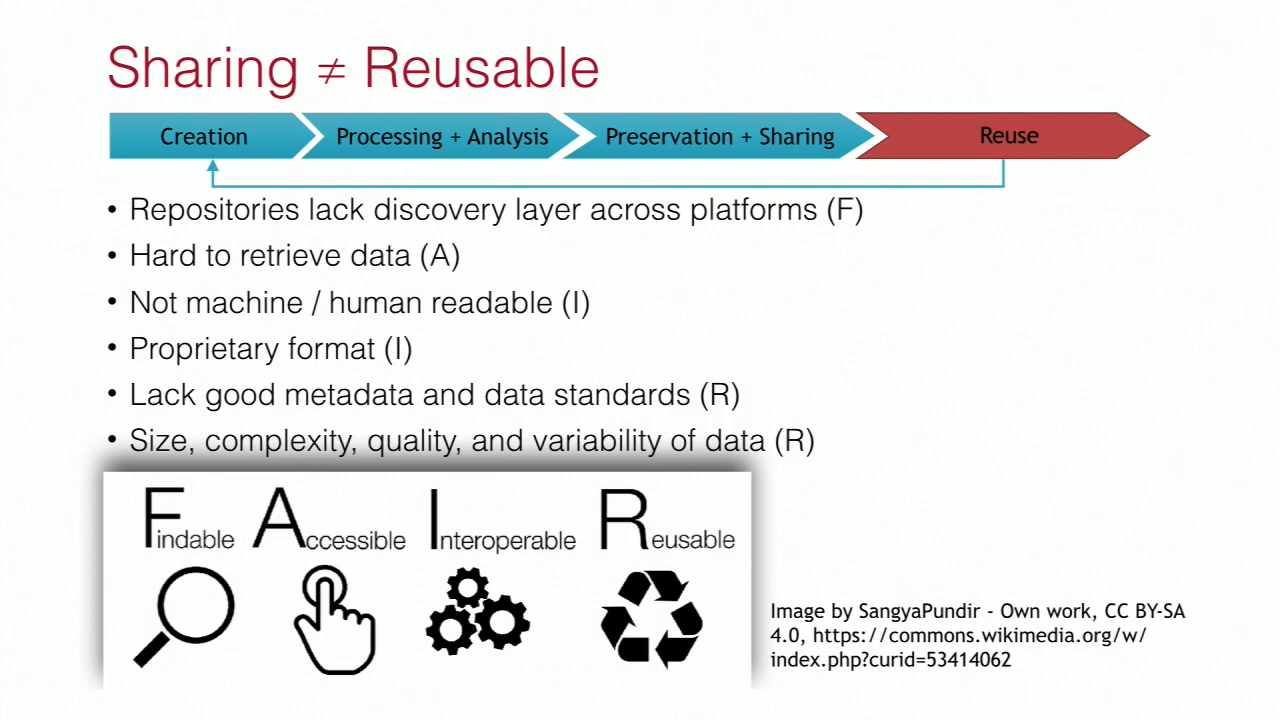 Sharing ≠ Reusable
Creation
Processing + Analysis
Preservation + Sharing
Reuse
• Repositories lack discovery layer across platforms (F)
• Hard to retrieve data (A)
• Not machine / human readable (I)
• Proprietary format (I)
• Lack good metadata and data standards (R)
• Size, complexity, quality, and variability of data (R)
Findable Accessible Interoperable Reusable
Image by SangyaPundir - Own work, CC BY-SA
4.0, https://commons.wikimedia.org/w/
index.php?curid=53414062